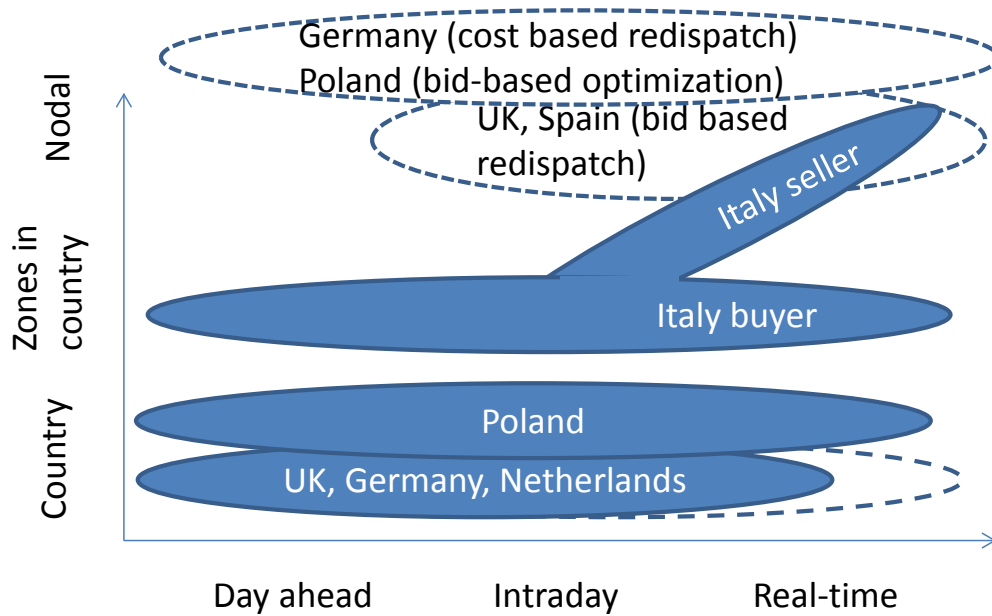 Germany (cost based redispatch)
Poland (bid-based optimization)
UK, Spain (bid based
redispatch)
Italy seller
Italy buyer
Poland
UK, Germany, Netherlands
Nodal
Zones in
country
Country
Day ahead
Intraday
Real-time